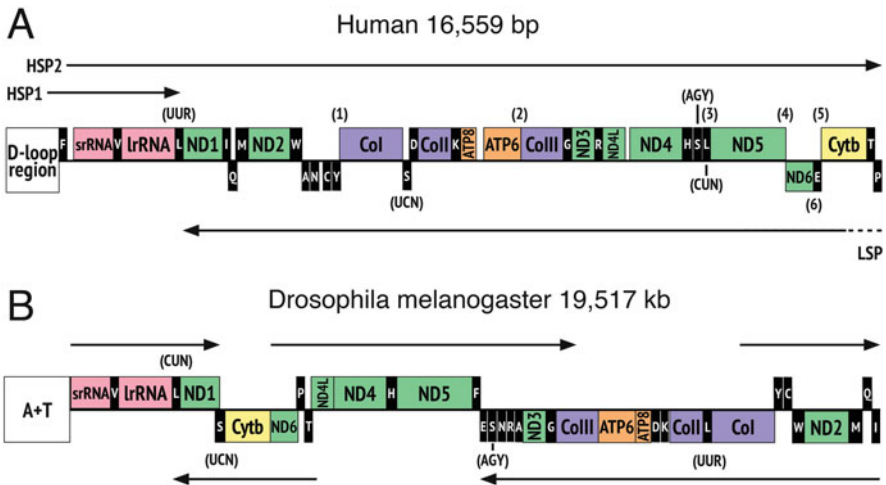 A
Human 16,559 bp
HSP2
HSP1
(UUR) (1) (2) (AGY) (3) (4) (5)
F srRNA V lrRNA L ND1 I M ND2 W CoI D CoII K ATP8 ATP6 CoIII G ND3 R ND4L ND4 H S L ND5 Cytb T
D-loop
region
Q A N C Y S ND6 E P
(UCN) (CUN) (6)
LSP
B
Drosophila melanogaster 19,517 kb
(CUN)
srRNA V lrRNA L ND1 P ND4L ND4 H ND5 F Y C Q
A+T
S Cytb ND6 T E S N R A ND3 G CoIII ATP6 ATP8 D K CoII L CoI W ND2 M I
(UCN) (AGY) (UUR)